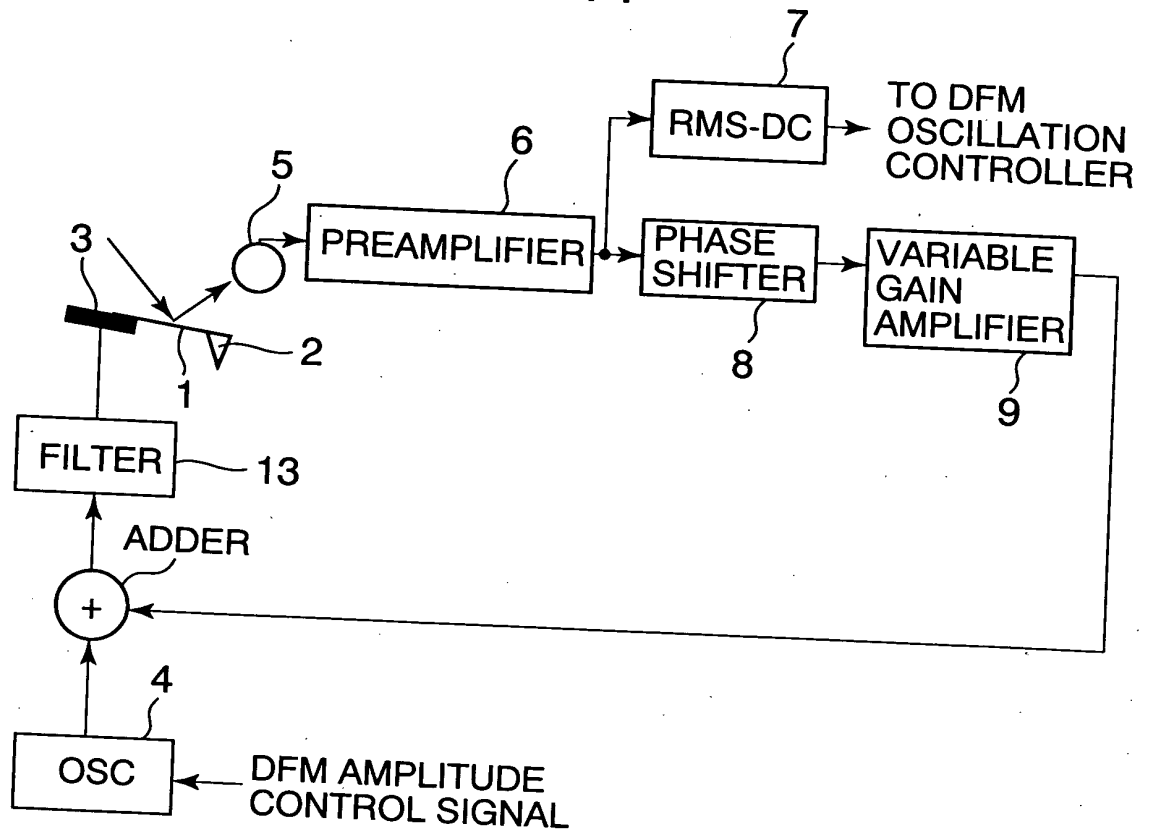 7
RMS-DC
TO DFM
OSCILLATION
CONTROLLER
6
5
PREAMPLIFIER
PHASE
SHIFTER
8
VARIABLE
GAIN
AMPLIFIER
9
3
2
1
FILTER
13
ADDER
+
4
OSC
DFM AMPLITUDE
CONTROL SIGNAL